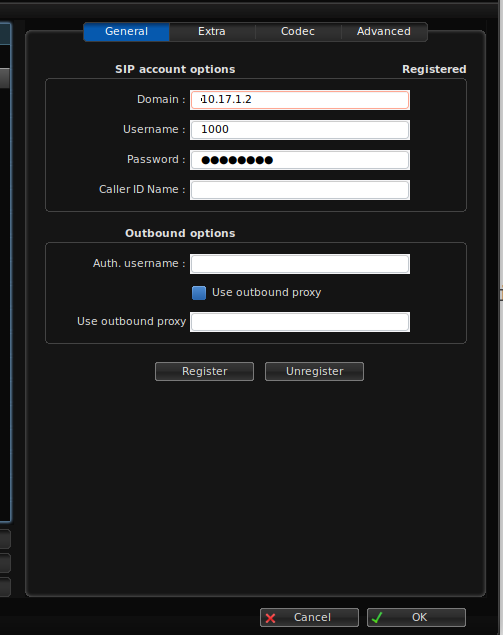 General Extra Codec Advanced
SIP account options Registered
Domain : 10.17.1.2
Username : 1000
Password : ●●●●●●●●
Caller ID Name :
Outbound options
Auth. username :
Use outbound proxy
Use outbound proxy
Register Unregister
Cancel OK